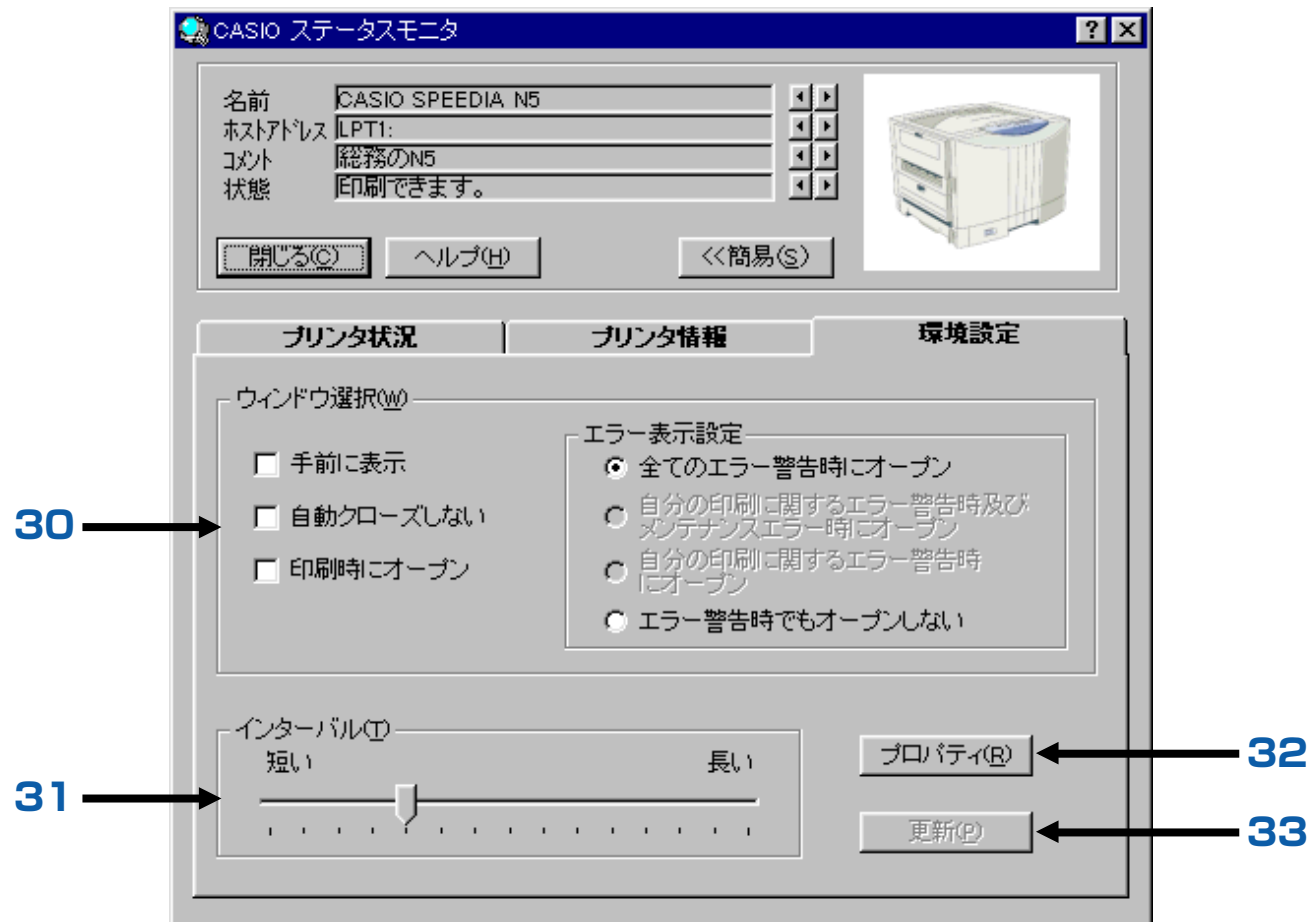 CASIO ステータスモニタ
名前 CASIO SPEEDIA N5
ホストアドレス LPT1:
コメント 総務のN5
状態 印刷できます。
閉じる(C) ヘルプ(H) <<簡易(S)
プリンタ状況 プリンタ情報 環境設定
ウィンドウ選択(W)
エラー表示設定
手前に表示
全てのエラー警告時にオープン
30
自動クローズしない
自分の印刷に関するエラー警告時及び
メンテナンスエラー時にオープン
印刷時にオープン
自分の印刷に関するエラー警告時
にオープン
エラー警告時でもオープンしない
インターバル(T)
短い 長い
プロパティ(R) 32
31
更新(P) 33